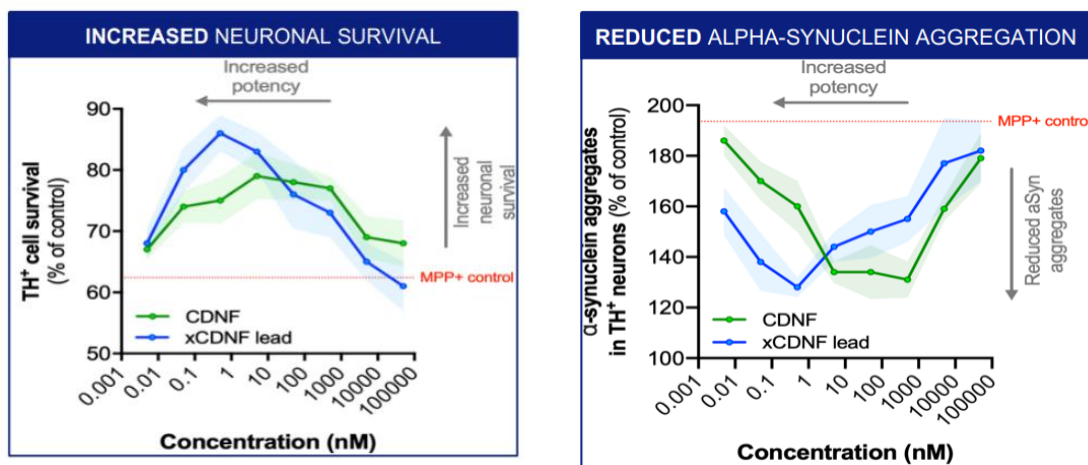 INCREASED NEURONAL SURVIVAL
Increased
potency
90
80
70
60
50
TH⁺ cell survival
(% of control)
Increased
neuronal
survival
MPP+ control
CDNF
xCDNF lead
0.001
0.01
0.1
1
10
100
1000
10000
100000
Concentration (nM)
REDUCED ALPHA-SYNUCLEIN AGGREGATION
Increased
potency
200
180
160
140
120
100
α-synuclein aggregates
in TH⁺ neurons (% of control)
MPP+ contro
Reduced aSyn
aggregates
CDNF
xCDNF lead
0.001
0.01
0.1
1
10
100
1000
10000
100000
Concentration (nM)